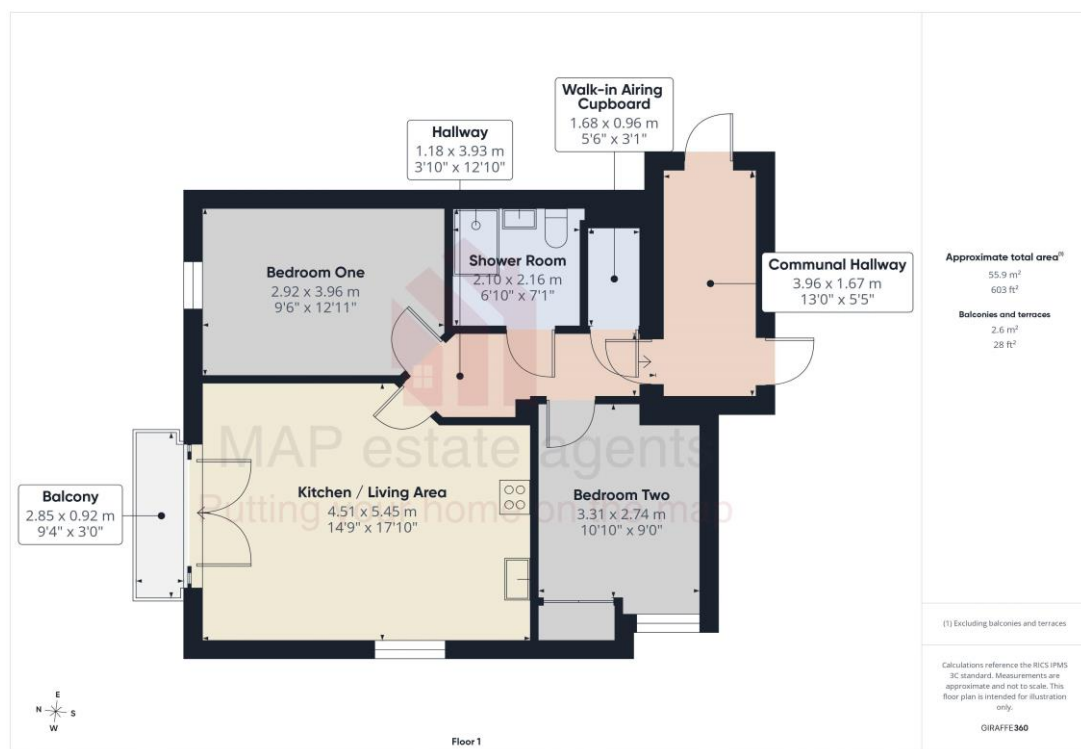 Walk-in Airing
Cupboard
1.68 x 0.96 m
5'6" x 3'1"
Hallway
1.18 x 3.93 m
3'10" x 12'10"
Bedroom One
2.92 x 3.96 m
9'6" x 12'11"
Shower Room
2.10 x 2.16 m
6'10" x 7'1"
Communal Hallway
3.96 x 1.67 m
13'0" x 5'5"
MAP estate agents
Putting your home on the map
Balcony
2.85 x 0.92 m
9'4" x 3'0"
Kitchen / Living Area
4.51 x 5.45 m
14'9" x 17'10"
Bedroom Two
3.31 x 2.74 m
10'10" x 9'0"
E
N S
W
Floor 1
Approximate total area(1)
55.9 m²
603 ft²
Balconies and terraces
2.6 m²
28 ft²
(1) Excluding balconies and terraces
Calculations reference the RICS IPMS
3C standard. Measurements are
approximate and not to scale. This
floor plan is intended for illustration
only.
GIRAFFE360